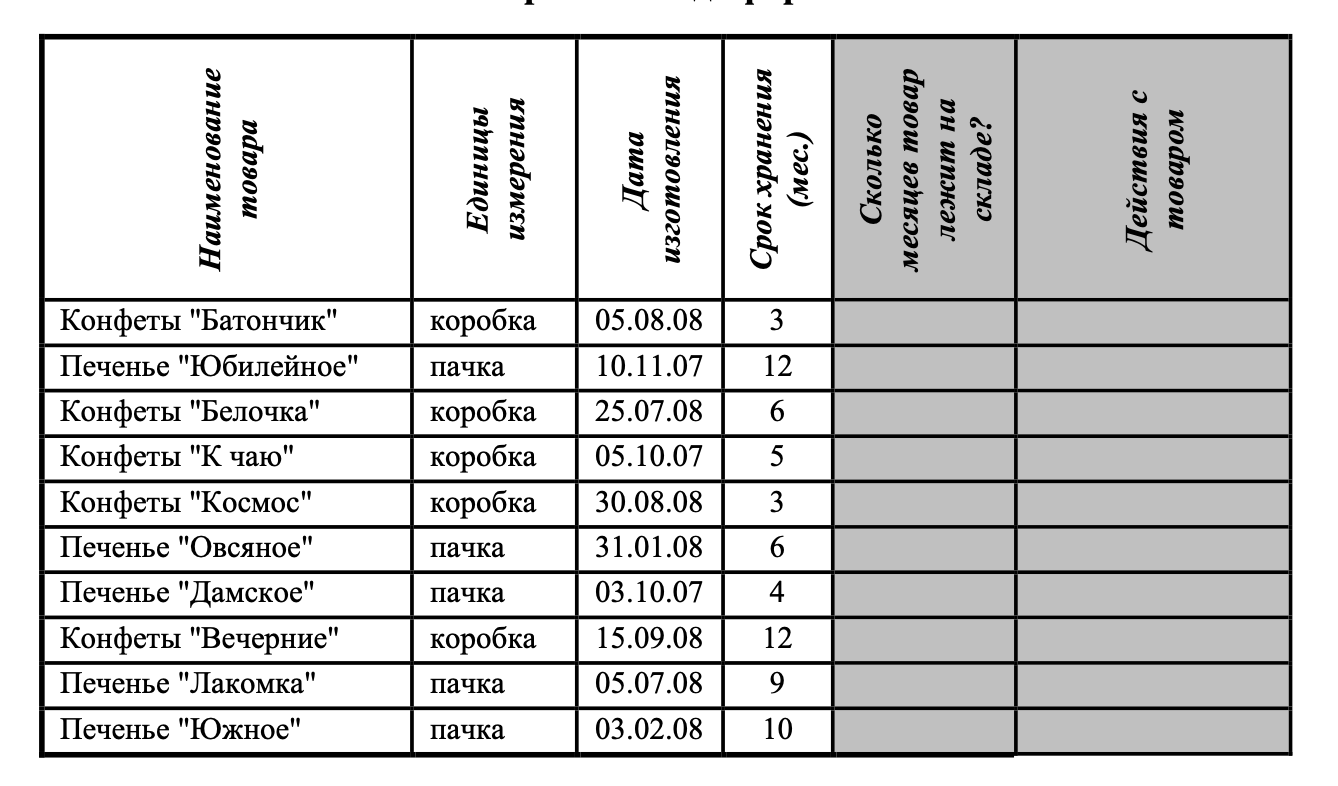 Наименование
товара
Единицы
измерения
Дата
изготовления
Срок хранения
(мес.)
Сколько
месяцев товар
лежит на
складе?
Действия с
товаром
Конфеты "Батончик" коробка 05.08.08 3
Печенье "Юбилейное" пачка 10.11.07 12
Конфеты "Белочка" коробка 25.07.08 6
Конфеты "К чаю" коробка 05.10.07 5
Конфеты "Космос" коробка 30.08.08 3
Печенье "Овсяное" пачка 31.01.08 6
Печенье "Дамское" пачка 03.10.07 4
Конфеты "Вечерние" коробка 15.09.08 12
Печенье "Лакомка" пачка 05.07.08 9
Печенье "Южное" пачка 03.02.08 10